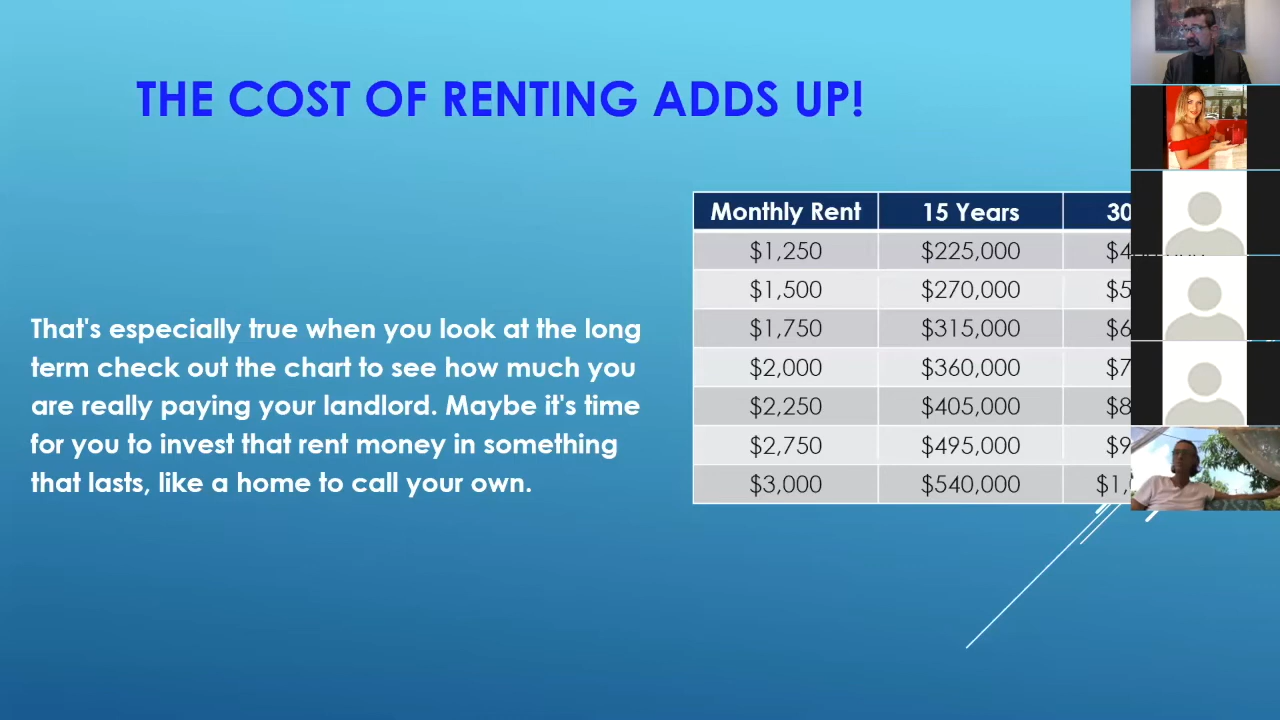 THE COST OF RENTING ADDS UP!
That's especially true when you look at the long
term check out the chart to see how much you
are really paying your landlord. Maybe it's time
for you to invest that rent money in something
that lasts, like a home to call your own.
Monthly Rent 15 Years 30
$1,250 $225,000
$1,500 $270,000
$1,750 $315,000
$2,000 $360,000
$2,250 $405,000
$2,750 $495,000
$3,000 $540,000